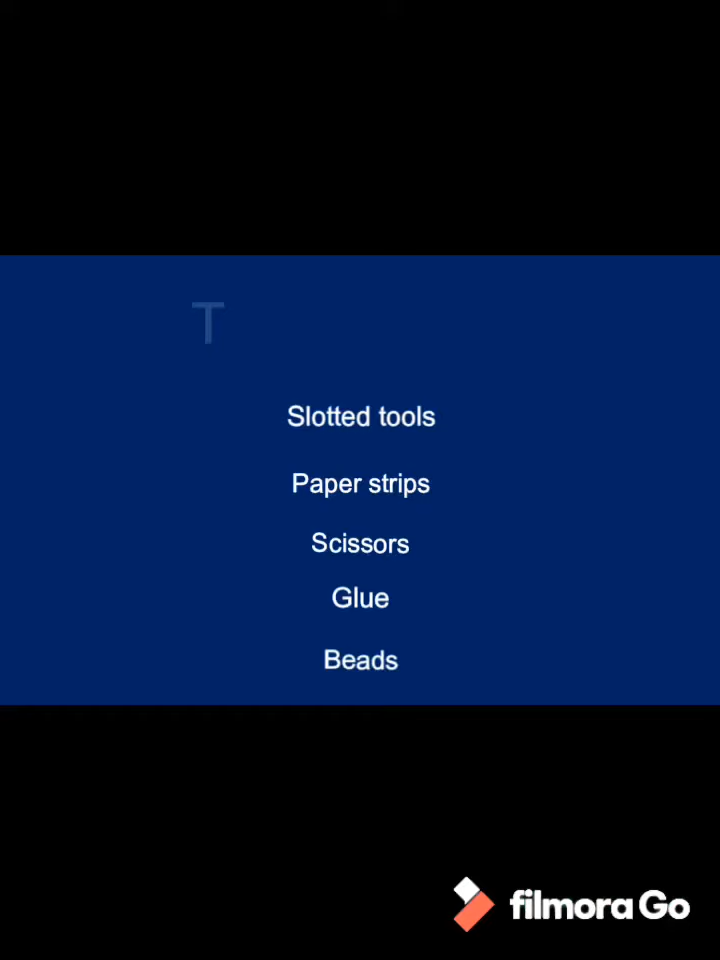 T
Slotted tools
Paper strips
Scissors
Glue
Beads
filmora Go